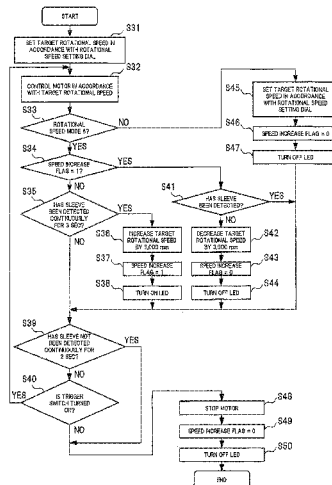 START
S31
SET TARGET ROTATIONAL SPEED IN
ACCORDANCE WITH ROTATIONAL
SPEED SETTING DIAL
S32
CONTROL MOTOR IN ACCORDANCE
WITH TARGET ROTATIONAL SPEED
S33
ROTATIONAL
SPEED MODE
NO
YES
S45
SET TARGET ROTATIONAL
SPEED IN ACCORDANCE
WITH ROTATIONAL SPEED
SETTING DIAL
S46
SPEED INCREASE FLAG = 0
S47
TURN OFF LED
S34
SPEED INCREASE
FLAG = 1?
YES
NO
S35
HAS SLEEVE
BEEN DETECTED
CONTINUOUSLY
FOR 3 SEC?
YES
NO
S41
HAS SLEEVE
BEEN DETECTED?
YES
NO
S36
INCREASE TARGET
ROTATIONAL SPEED
BY rpm
S37
SPEED INCREASE
FLAG = 1
S38
TURN ON LED
S42
DECREASE TARGET
ROTATIONAL SPEED
BY rpm
S43
SPEED INCREASE
FLAG = 0
S44
TURN OFF LED
S39
HAS SLEEVE NOT
BEEN DETECTED
CONTINUOUSLY FOR
SEC?
YES
NO
S40
YES
IS TRIGGER
SWITCH TURNED
NO
S48
STOP MOTOR
S49
SPEED INCREASE FLAG = 0
S50
TURN OFF LED
END